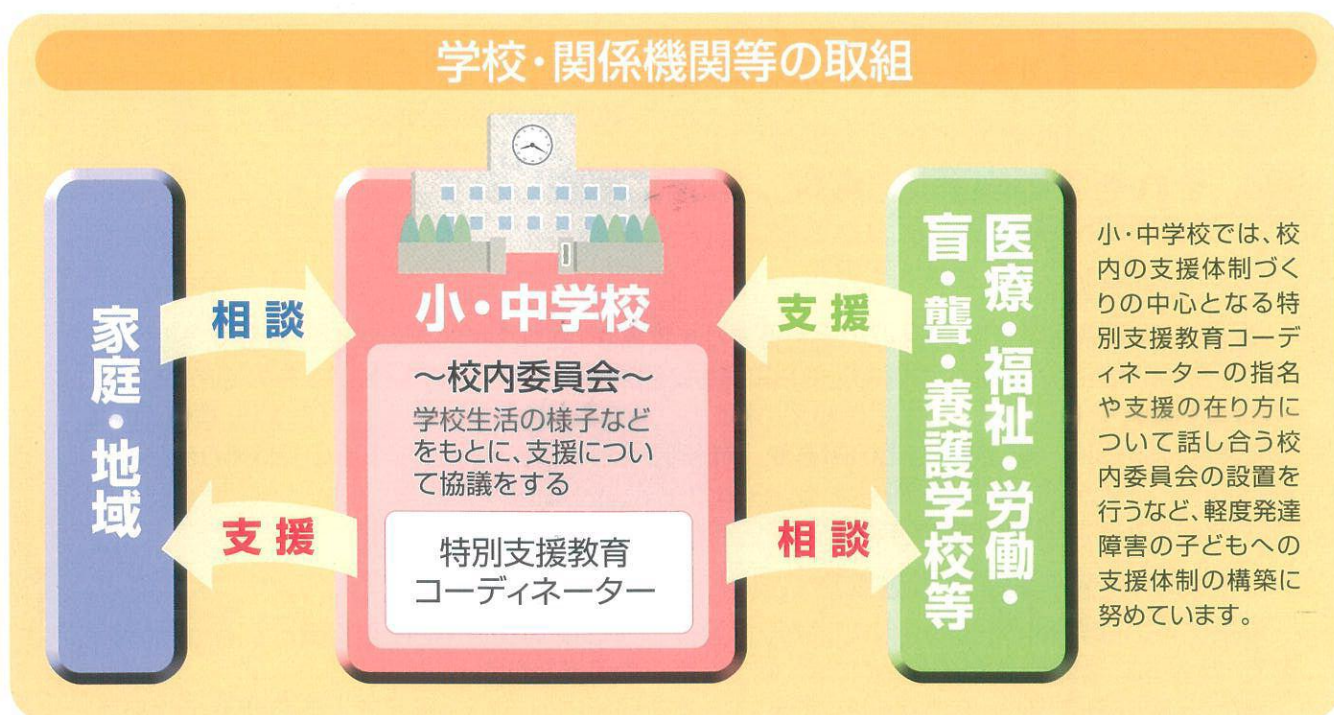 学校・関係機関等の取組
家庭・地域
相談
支援
小・中学校
～校内委員会～
学校生活の様子など
をもとに、支援につい
て協議をする
特別支援教育
コーディネーター
支援
相談
医療・福祉・労働・
盲・聾・養護学校等
小・中学校では、校
内の支援体制づく
りの中心となる特
別支援教育コーデ
ィネーターの指名
や支援の在り方に
ついて話し合う校
内委員会の設置を
行うなど、軽度発達
障害の子どもへの
支援体制の構築に
努めています。